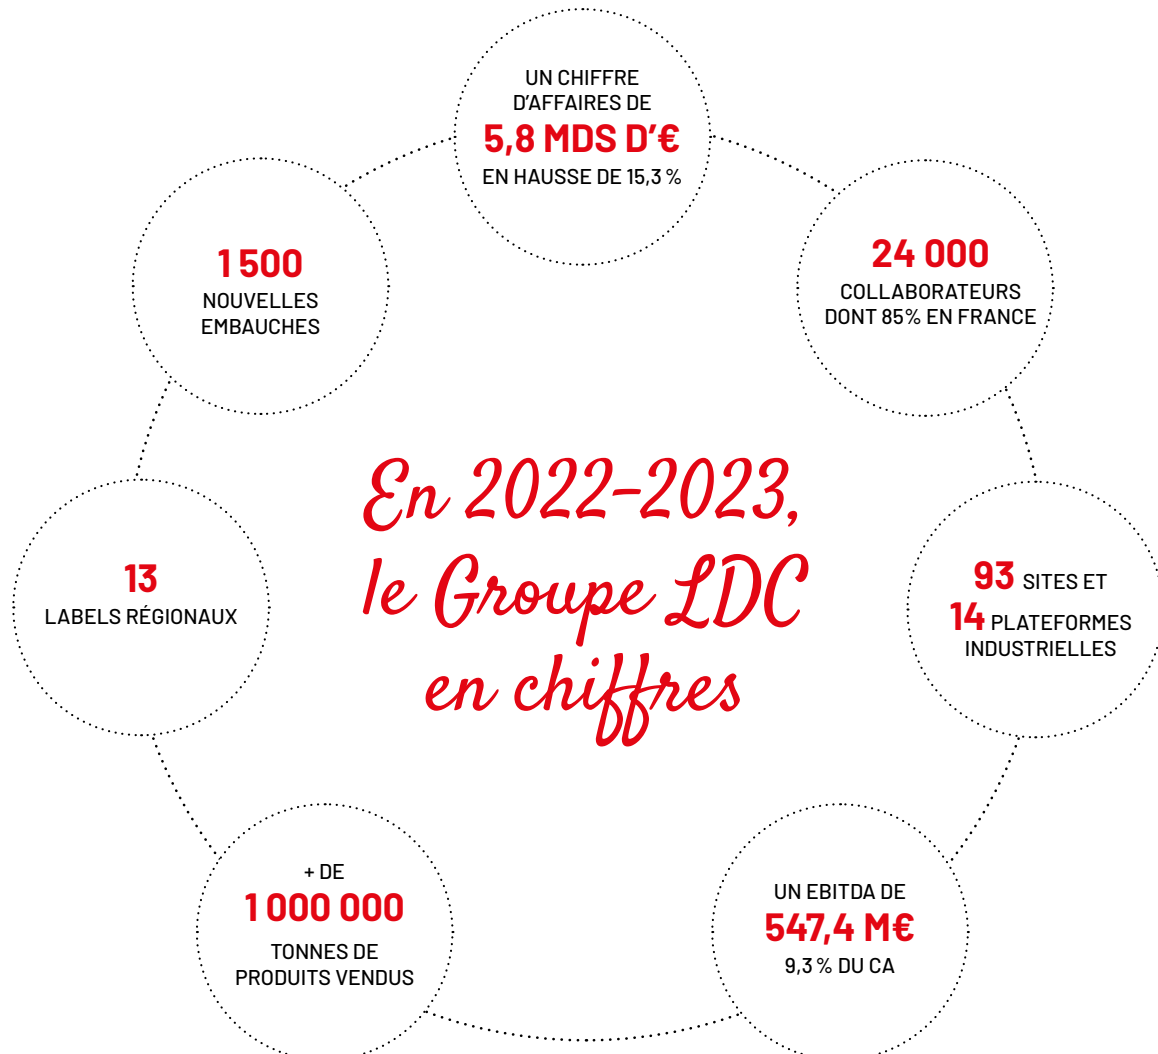 UN CHIFFRE
D'AFFAIRES DE
5,8 MDS D'€
EN HAUSSE DE 15,3 %
1 500
NOUVELLES
EMBAUCHES
24 000
COLLABORATEURS
DONT 85% EN FRANCE
En 2022-2023,
le Groupe LDC
en chiffres
13
LABELS RÉGIONAUX
93 SITES ET
14 PLATEFORMES
INDUSTRIELLES
+ DE
1 000 000
TONNES DE
PRODUITS VENDUS
UN EBITDA DE
547,4 M€
9,3 % DU CA